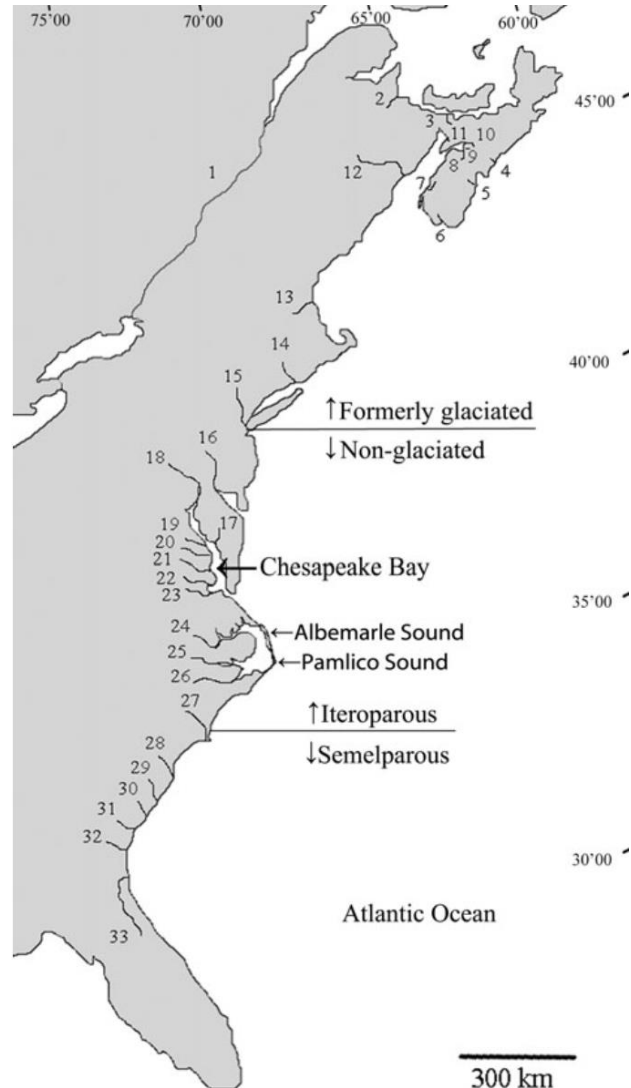 75'00 70'00 65'00 60'00
45'00
2
3 11 10
1 12 8 9 4
7 5
6
13
40'00
14
15
↑Formerly glaciated
16 ↓Non-glaciated
18
19 17
20
21 Chesapeake Bay
22
23 35'00
24 ←Albemarle Sound
25 ←Pamlico Sound
26
27 ↑Iteroparous
28 ↓Semelparous
29
30
31
32 30'00
Atlantic Ocean
33
300 km